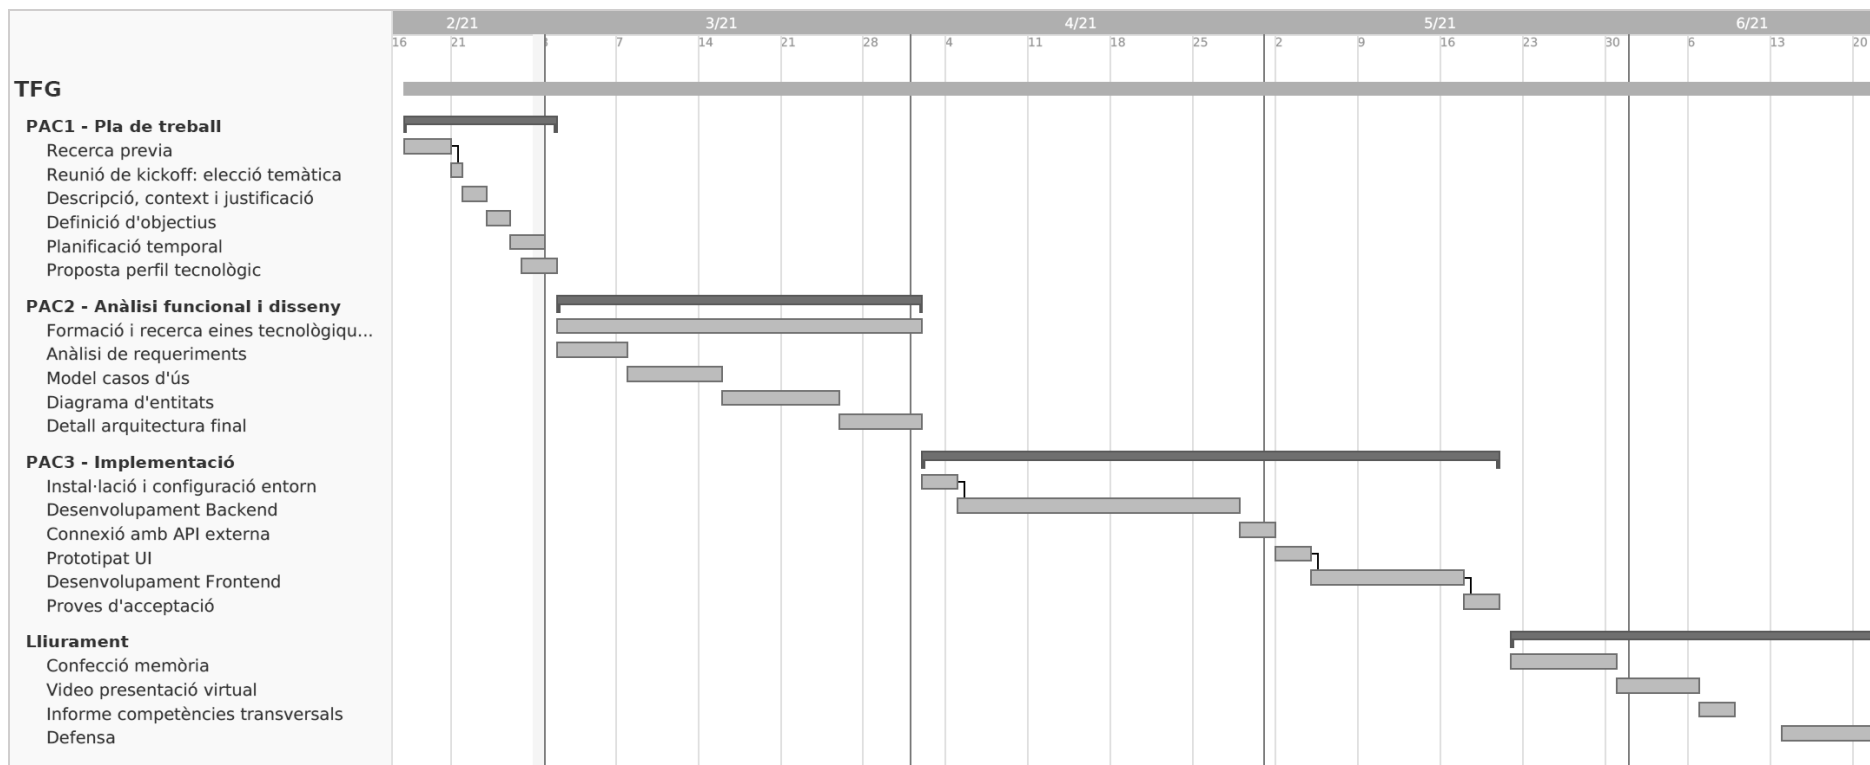 2/21 3/21 4/21 5/21 6/21
16 21 3 7 14 21 28 4 11 18 25 2 9 16 23 30 6 13 20
TFG
PAC1 - Pla de treball
Recerca previa
Reunió de kickoff: elecció temàtica
Descripció, context i justificació
Definició d'objectius
Planificació temporal
Proposta perfil tecnològic
PAC2 - Anàlisi funcional i disseny
Formació i recerca eines tecnològiqu...
Anàlisi de requeriments
Model casos d'ús
Diagrama d'entitats
Detall arquitectura final
PAC3 - Implementació
Instal·lació i configuració entorn
Desenvolupament Backend
Connexió amb API externa
Prototipat UI
Desenvolupament Frontend
Proves d'acceptació
Lliurament
Confecció memòria
Video presentació virtual
Informe competències transversals
Defensa